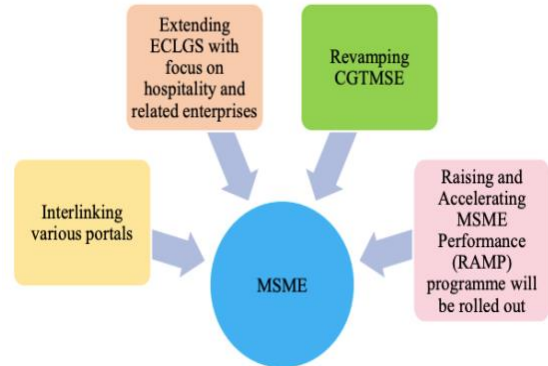 Extending
ECLGS with
focus on
hospitality and
related enterprises
Revamping
CGTMSE
Interlinking
various portals
Raising and
Accelerating
MSME
Performance
(RAMP)
programme will
be rolled out
MSME